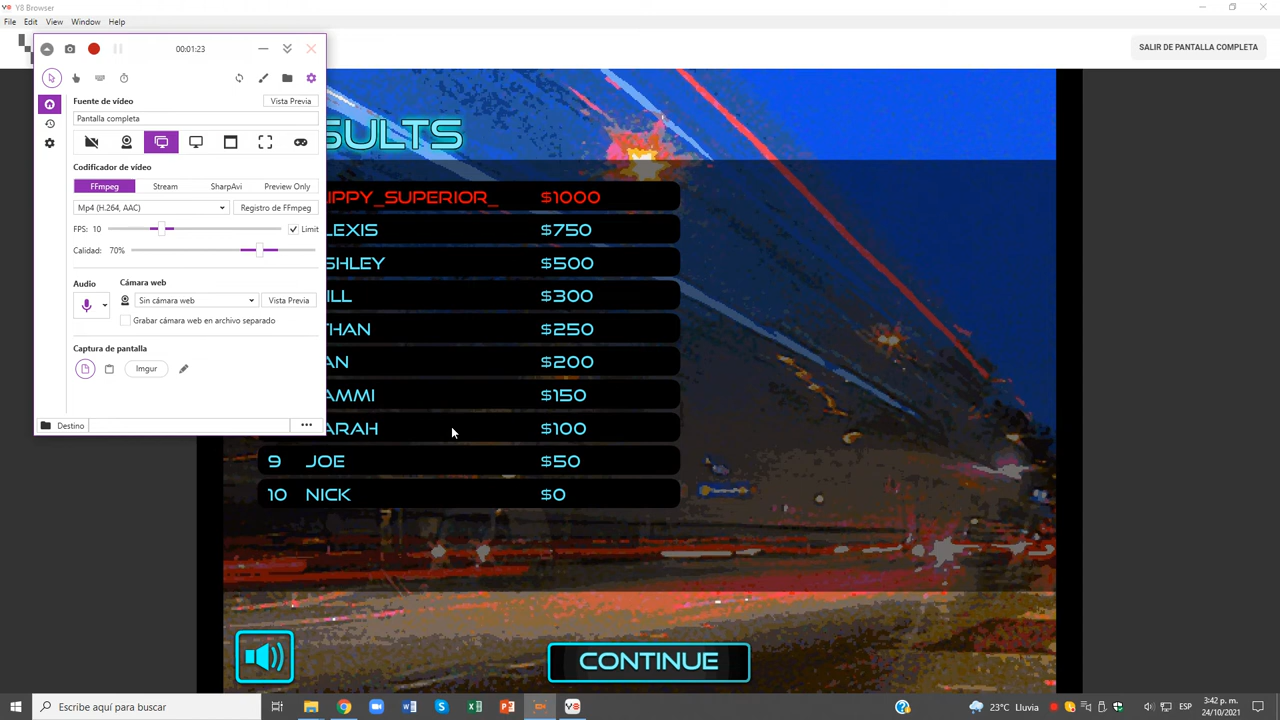 Y8 Browser
File Edit View Window Help
SALIR DE PANTALLA COMPLETA
00:01:23
Fuente de vídeo
Vista Previa
Pantalla completa
Codificador de vídeo
FFmpeg Stream SharpAvi Preview Only
Mp4 (H.264, AAC) Registro de FFmpeg
FPS: 10 Limit
Calidad: 70%
Audio
Cámara web
Sin cámara web Vista Previa
Grabar cámara web en archivo separado
Captura de pantalla
Imgur
Destino
SULTS
IPPY_SUPERIOR_ $1000
LEXIS $750
SHLEY $500
ILL $300
THAN $250
AN $200
AMMI $150
ARAH $100
9 JOE $50
10 NICK $0
CONTINUE
Escribe aquí para buscar
23°C Lluvia
ESP
3:42 p. m.
24/10/2021